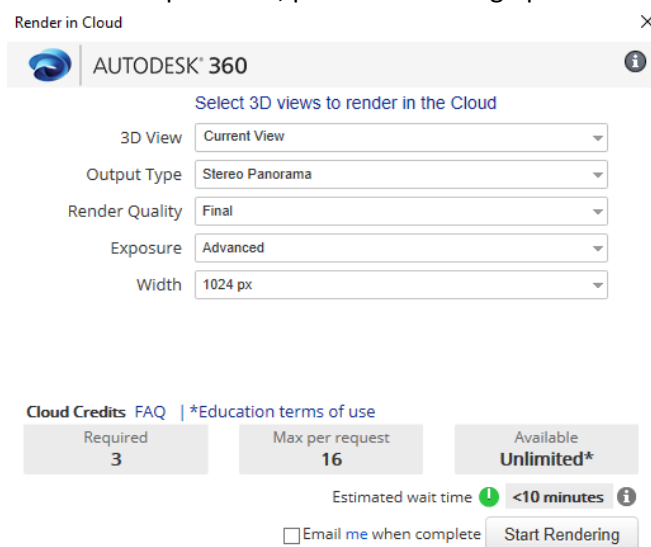 Render in Cloud
AUTODESK® 360
Select 3D views to render in the Cloud
3D View Current View
Output Type Stereo Panorama
Render Quality Final
Exposure Advanced
Width 1024 px
Cloud Credits FAQ | *Education terms of use
Required Max per request Available
3 16 Unlimited*
Estimated wait time <10 minutes
Email me when complete Start Rendering